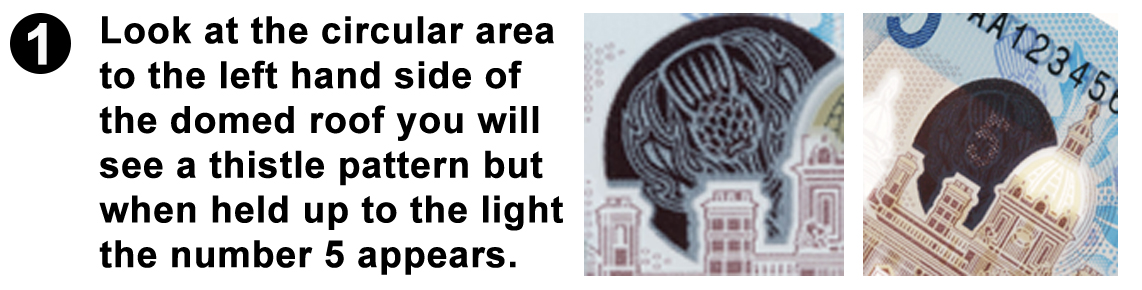 1
Look at the circular area
to the left hand side of
the domed roof you will
see a thistle pattern but
when held up to the light
the number 5 appears.
5
AA123456
5